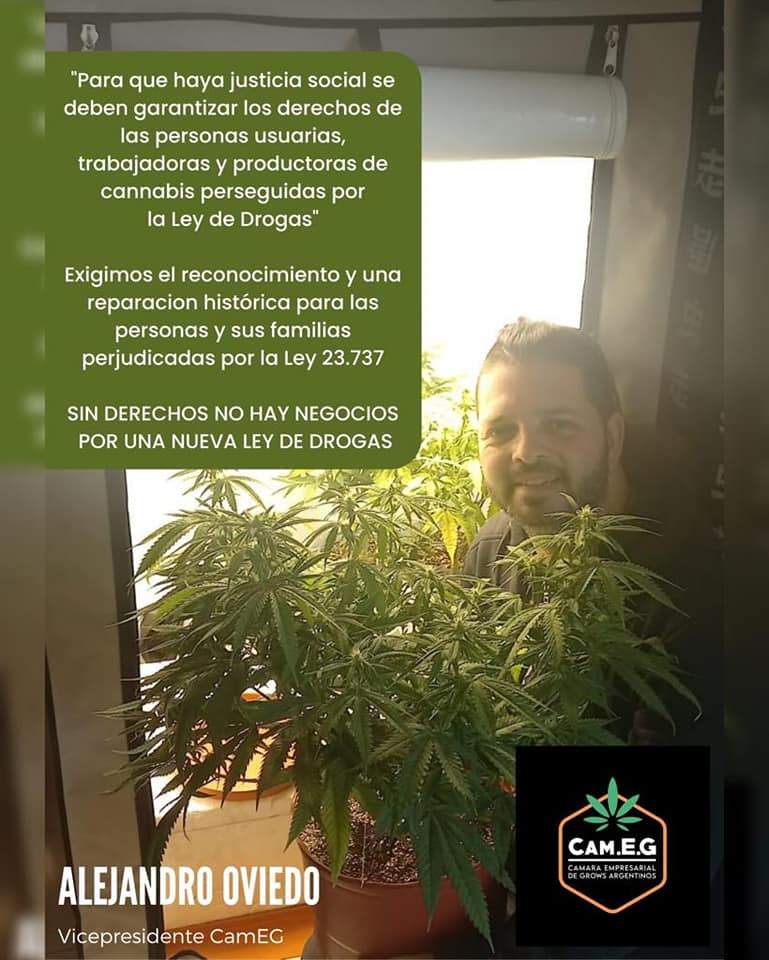 "Para que haya justicia social se
deben garantizar los derechos de
las personas usuarias,
trabajadoras y productoras de
cannabis perseguidas por
la Ley de Drogas"
Exigimos el reconocimiento y una
reparacion histórica para las
personas y sus familias
perjudicadas por la Ley 23.737
SIN DERECHOS NO HAY NEGOCIOS
POR UNA NUEVA LEY DE DROGAS
ALEJANDRO OVIEDO
Vicepresidente CamEG
CAM.E.G
CAMARA EMPRESARIAL
DE GROWS ARGENTINOS